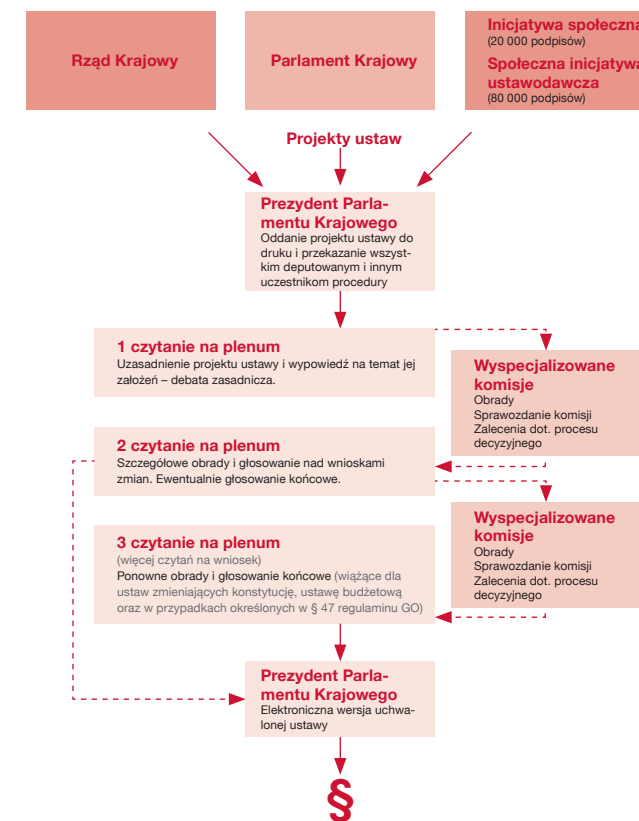 Rząd Krajowy
Parlament Krajowy
Inicjatywa społeczna
(20 000 podpisów)
Społeczna inicjatywa
ustawodawcza
(80 000 podpisów)
Projekty ustaw
Prezydent Parla-
mentu Krajowego
Oddanie projektu ustawy do
druku i przekazanie wszyst-
kim deputowanym i innym
uczestnikom procedury
1 czytanie na plenum
Uzasadnienie projektu ustawy i wypowiedź na temat jej
założeń – debata zasadnicza.
Wyspecjalizowane
komisje
Obrady
Sprawozdanie komisji
Zalecenia dot. procesu
decyzyjnego
2 czytanie na plenum
Szczegółowe obrady i głosowanie nad wnioskami
zmian. Ewentualnie głosowanie końcowe.
Wyspecjalizowane
komisje
Obrady
Sprawozdanie komisji
Zalecenia dot. procesu
decyzyjnego
3 czytanie na plenum
(więcej czytań na wniosek)
Ponowne obrady i głosowanie końcowe (wiążące dla
ustaw zmieniających konstytucję, ustawę budżetową
oraz w przypadkach określonych w § 47 regulaminu GO)
Prezydent Parla-
mentu Krajowego
Elektroniczna wersja uchwa-
lonej ustawy
§